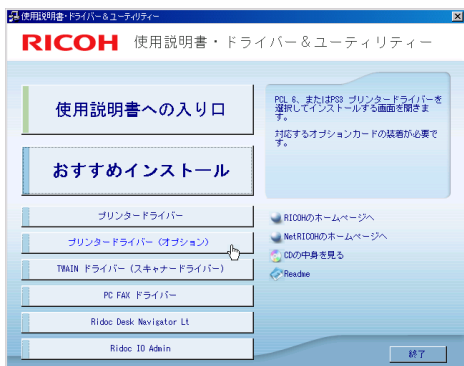 使用説明書・ドライバー&ユーティリティー
RICOH 使用説明書・ドライバー&ユーティリティー
使用説明書への入り口
おすすめインストール
PCL 6、またはPS3 プリンタードライバーを
選択してインストールする画面を開きま
す。
対応するオプションカードの装着が必要で
す。
プリンタードライバー
プリンタードライバー (オプション)
TWAIN ドライバー (スキャナードライバー)
PC FAX ドライバー
Ridoc Desk Navigator Lt
Ridoc IO Admin
RICOHのホームページへ
NetRICOHのホームページへ
CDの中身を見る
Readme
終了